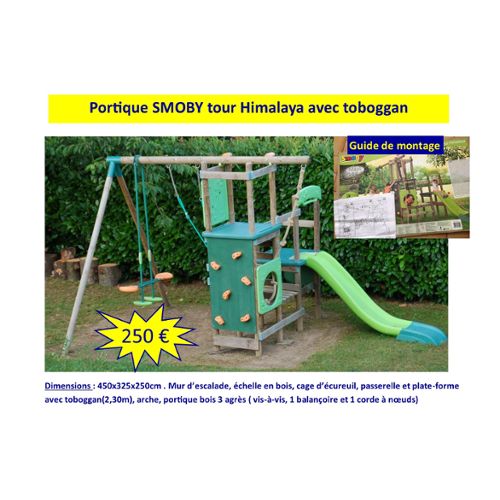 Portique SMOBY tour Himalaya avec toboggan
Guide de montage
250 €
Dimensions : 450x325x250cm . Mur d'escalade, échelle en bois, cage d'écureuil, passerelle et plate-forme
avec toboggan(2,30m), arche, portique bois 3 agrès ( vis-à-vis, 1 balançoire et 1 corde à nœuds)